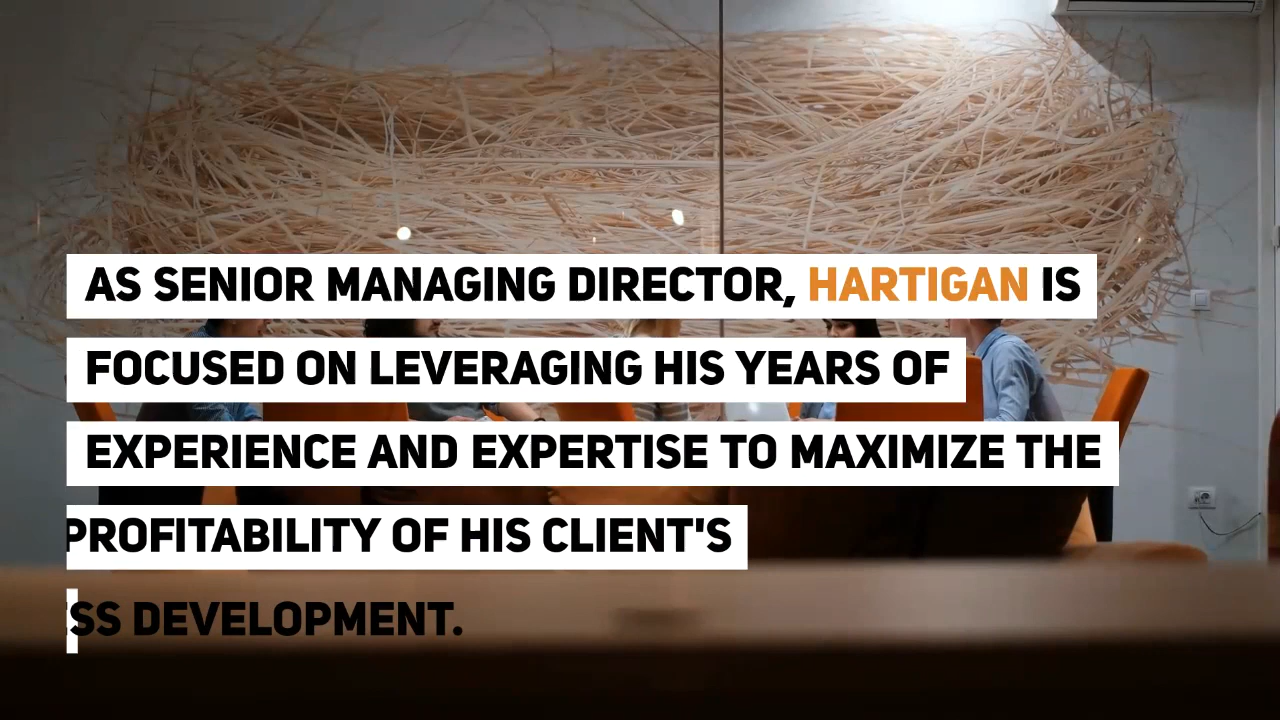 AS SENIOR MANAGING DIRECTOR, HARTIGAN IS
FOCUSED ON LEVERAGING HIS YEARS OF
EXPERIENCE AND EXPERTISE TO MAXIMIZE THE
PROFITABILITY OF HIS CLIENT'S
DEVELOPMENT.